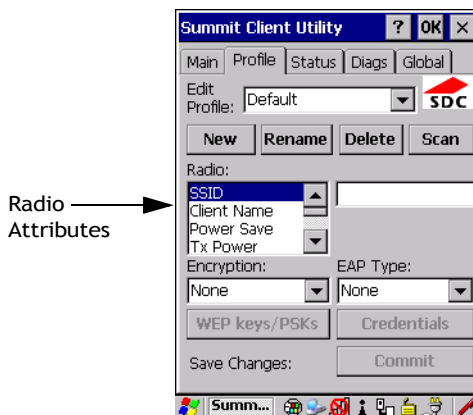 Summit Client Utility ? OK ×
Main Profile Status Diags Global
Edit Profile: Default
SDC
New Rename Delete Scan
Radio:
SSID
Client Name
Power Save
Tx Power
Radio Attributes
Encryption: EAP Type:
None None
WEP keys/PSKs Credentials
Save Changes: Commit
Summ...